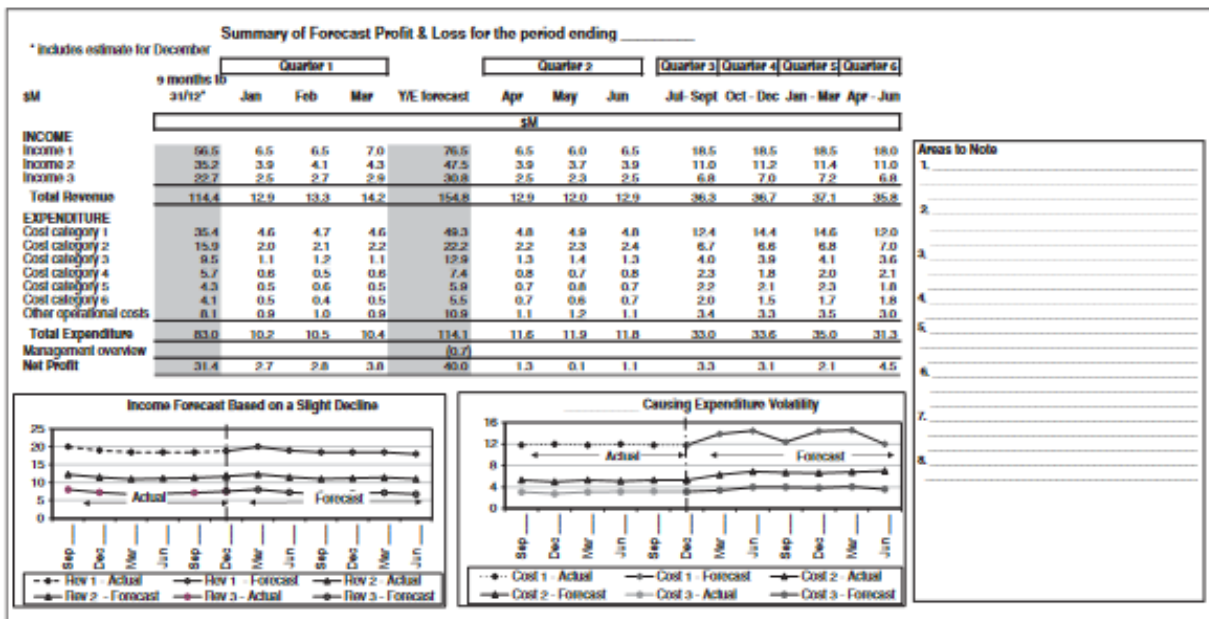 Summary of Forecast Profit & Loss for the period ending ________
* includes estimate for December
Quarter 1 Quarter 2 Quarter 3 Quarter 4 Quarter 5 Quarter 6
9 months to
$M 31/12* Jan Feb Mar Y/E forecast Apr May Jun Jul- Sept Oct - Dec Jan - Mar Apr - Jun
$M
INCOME
Income 1 56.5 6.5 6.5 7.0 76.5 6.5 6.0 6.5 18.5 18.5 18.5 18.0
Income 2 35.2 3.9 4.1 4.3 47.5 3.9 3.7 3.9 11.0 11.2 11.4 11.0
Income 3 22.7 2.5 2.7 2.9 30.8 2.5 2.3 2.5 6.8 7.0 7.2 6.8
Total Revenue 114.4 12.9 13.3 14.2 154.8 12.9 12.0 12.9 36.3 36.7 37.1 35.8
EXPENDITURE
Cost category 1 35.4 4.6 4.7 4.6 49.3 4.8 4.9 4.8 12.4 14.4 14.6 12.0
Cost category 2 15.9 2.0 2.1 2.2 22.2 2.2 2.3 2.4 6.7 6.6 6.8 7.0
Cost category 3 9.5 1.1 1.2 1.1 12.9 1.3 1.4 1.3 4.0 3.9 4.1 3.6
Cost category 4 5.7 0.6 0.5 0.6 7.4 0.8 0.7 0.8 2.3 1.8 2.0 2.1
Cost category 5 4.3 0.5 0.6 0.5 5.9 0.7 0.8 0.7 2.2 2.1 2.3 1.8
Cost category 6 4.1 0.5 0.4 0.5 5.5 0.7 0.6 0.7 2.0 1.5 1.7 1.8
Other operational costs 8.1 0.9 1.0 0.9 10.9 1.1 1.2 1.1 3.4 3.3 3.5 3.0
Total Expenditure 83.0 10.2 10.5 10.4 114.1 11.6 11.9 11.8 33.0 33.6 35.0 31.3
Management overview (0.7)
Net Profit 31.4 2.7 2.8 3.8 40.0 1.3 0.1 1.1 3.3 3.1 2.1 4.5
Areas to Note
1.
2.
3.
4.
5.
6.
7.
8.
Income Forecast Based on a Slight Decline
25
20
15
10
5
0
Actual Forecast
Sep ____ Dec ____ Mar ____ Jun ____ Sep ____ Dec ____ Mar ____ Jun ____ Sep ____ Dec ____ Mar ____ Jun ____
Rev 1 - Actual Rev 1 - Forecast Rev 2 - Actual
Rev 2 - Forecast Rev 3 - Actual Rev 3 - Forecast
________ Causing Expenditure Volatility
16
12
8
4
0
Actual Forecast
Sep ____ Dec ____ Mar ____ Jun ____ Sep ____ Dec ____ Mar ____ Jun ____ Sep ____ Dec ____ Mar ____ Jun ____
Cost 1 - Actual Cost 1 - Forecast Cost 2 - Actual
Cost 2 - Forecast Cost 3 - Actual Cost 3 - Forecast